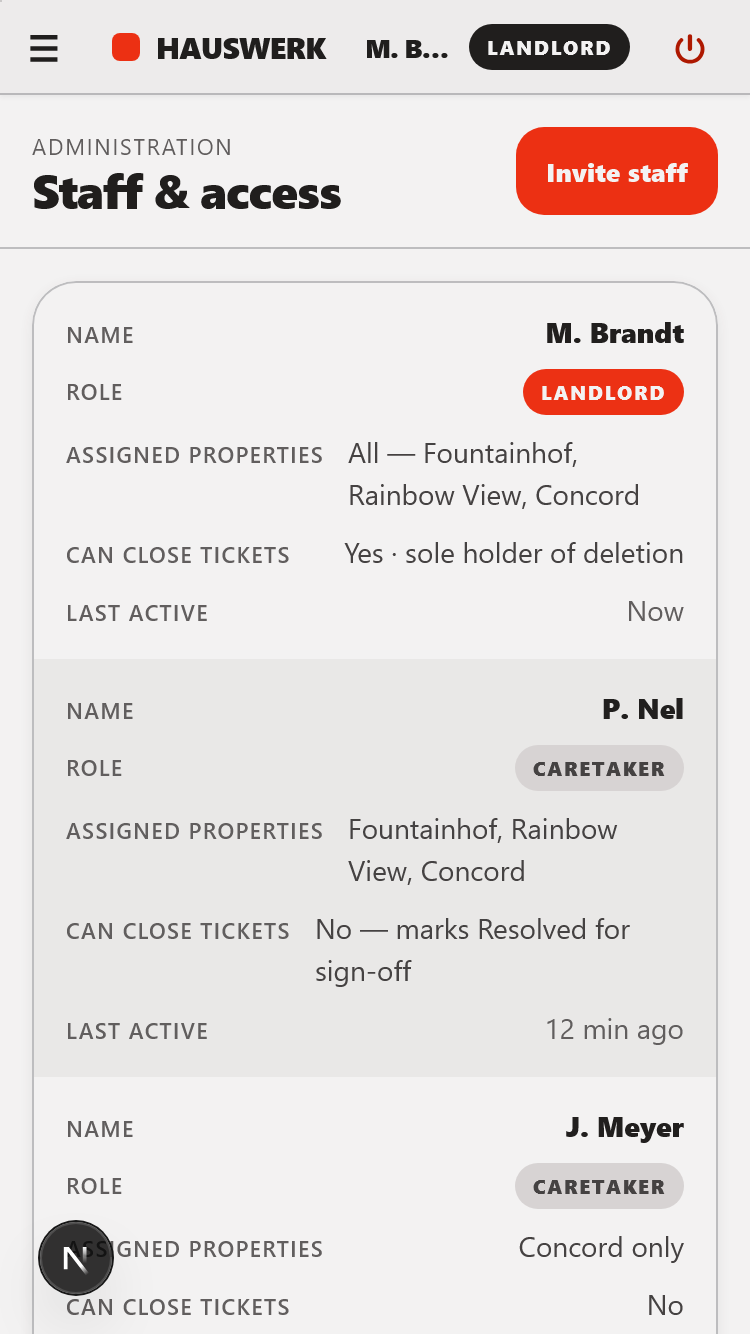 HAUSWERK M. B... LANDLORD
ADMINISTRATION
Staff & access
Invite staff
NAME M. Brandt
ROLE LANDLORD
ASSIGNED PROPERTIES All — Fountainhof,
Rainbow View, Concord
CAN CLOSE TICKETS Yes · sole holder of deletion
LAST ACTIVE Now
NAME P. Nel
ROLE CARETAKER
ASSIGNED PROPERTIES Fountainhof, Rainbow
View, Concord
CAN CLOSE TICKETS No — marks Resolved for
sign-off
LAST ACTIVE 12 min ago
NAME J. Meyer
ROLE CARETAKER
N
ASSIGNED PROPERTIES Concord only
CAN CLOSE TICKETS No